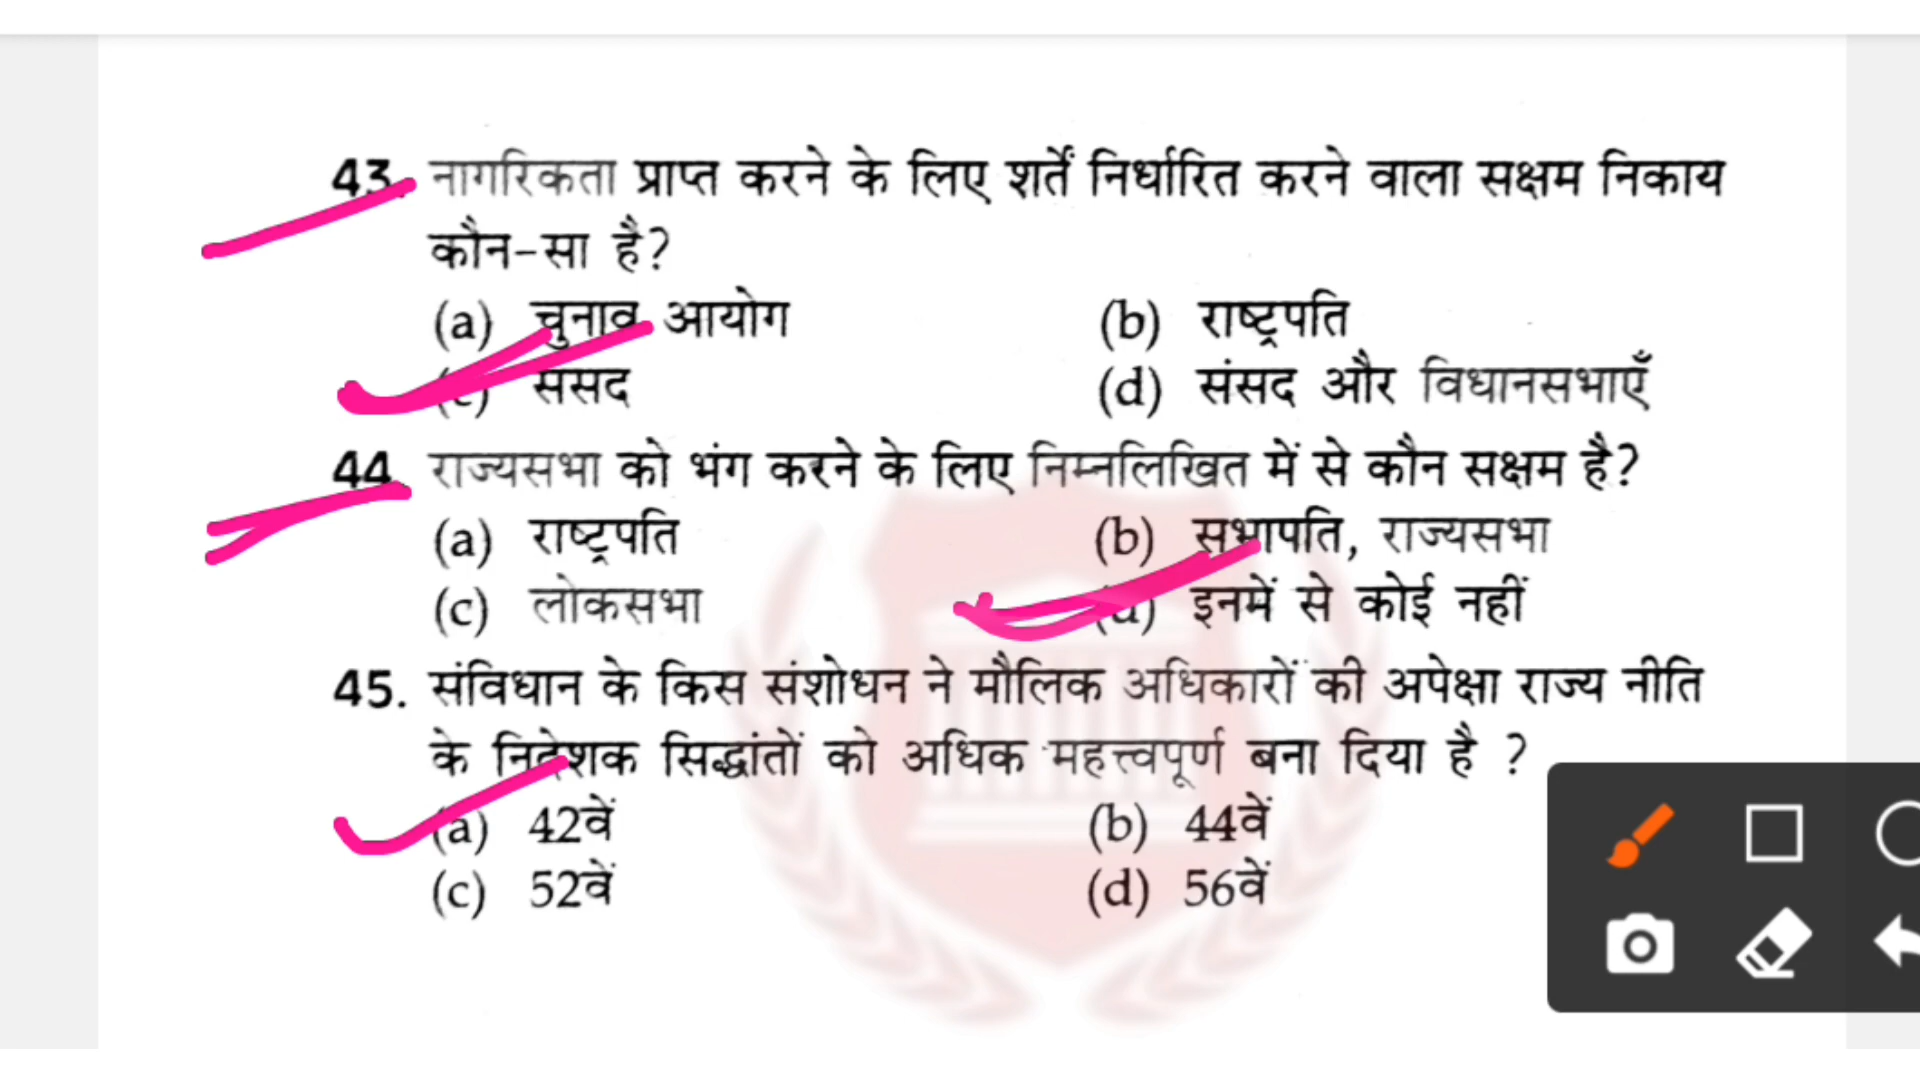 43. नागरिकता प्राप्त करने के लिए शर्तें निर्धारित करने वाला सक्षम निकाय
कौन-सा है?
(a) चुनाव आयोग (b) राष्ट्रपति
(c) संसद (d) संसद और विधानसभाएँ
44. राज्यसभा को भंग करने के लिए निम्नलिखित में से कौन सक्षम है?
(a) राष्ट्रपति (b) सभापति, राज्यसभा
(c) लोकसभा (d) इनमें से कोई नहीं
45. संविधान के किस संशोधन ने मौलिक अधिकारों की अपेक्षा राज्य नीति
के निदेशक सिद्धांतों को अधिक महत्त्वपूर्ण बना दिया है ?
(a) 42वें (b) 44वें
(c) 52वें (d) 56वें